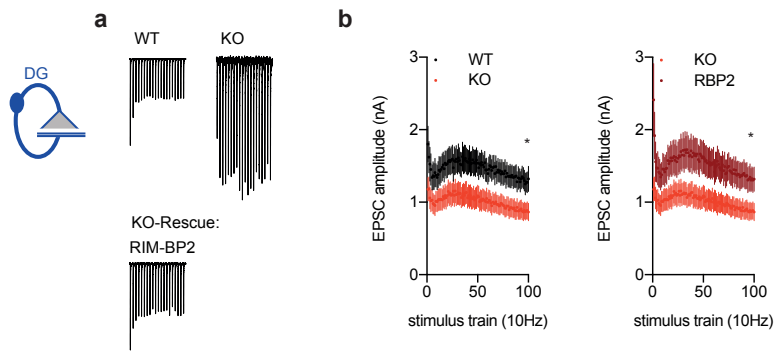 a
b
DG
WT
KO
KO-Rescue:
RIM-BP2
EPSC amplitude (nA)
3
2
1
0
WT
KO
*
0
50
100
stimulus train (10Hz)
EPSC amplitude (nA)
3
2
1
0
KO
RBP2
*
0
50
100
stimulus train (10Hz)